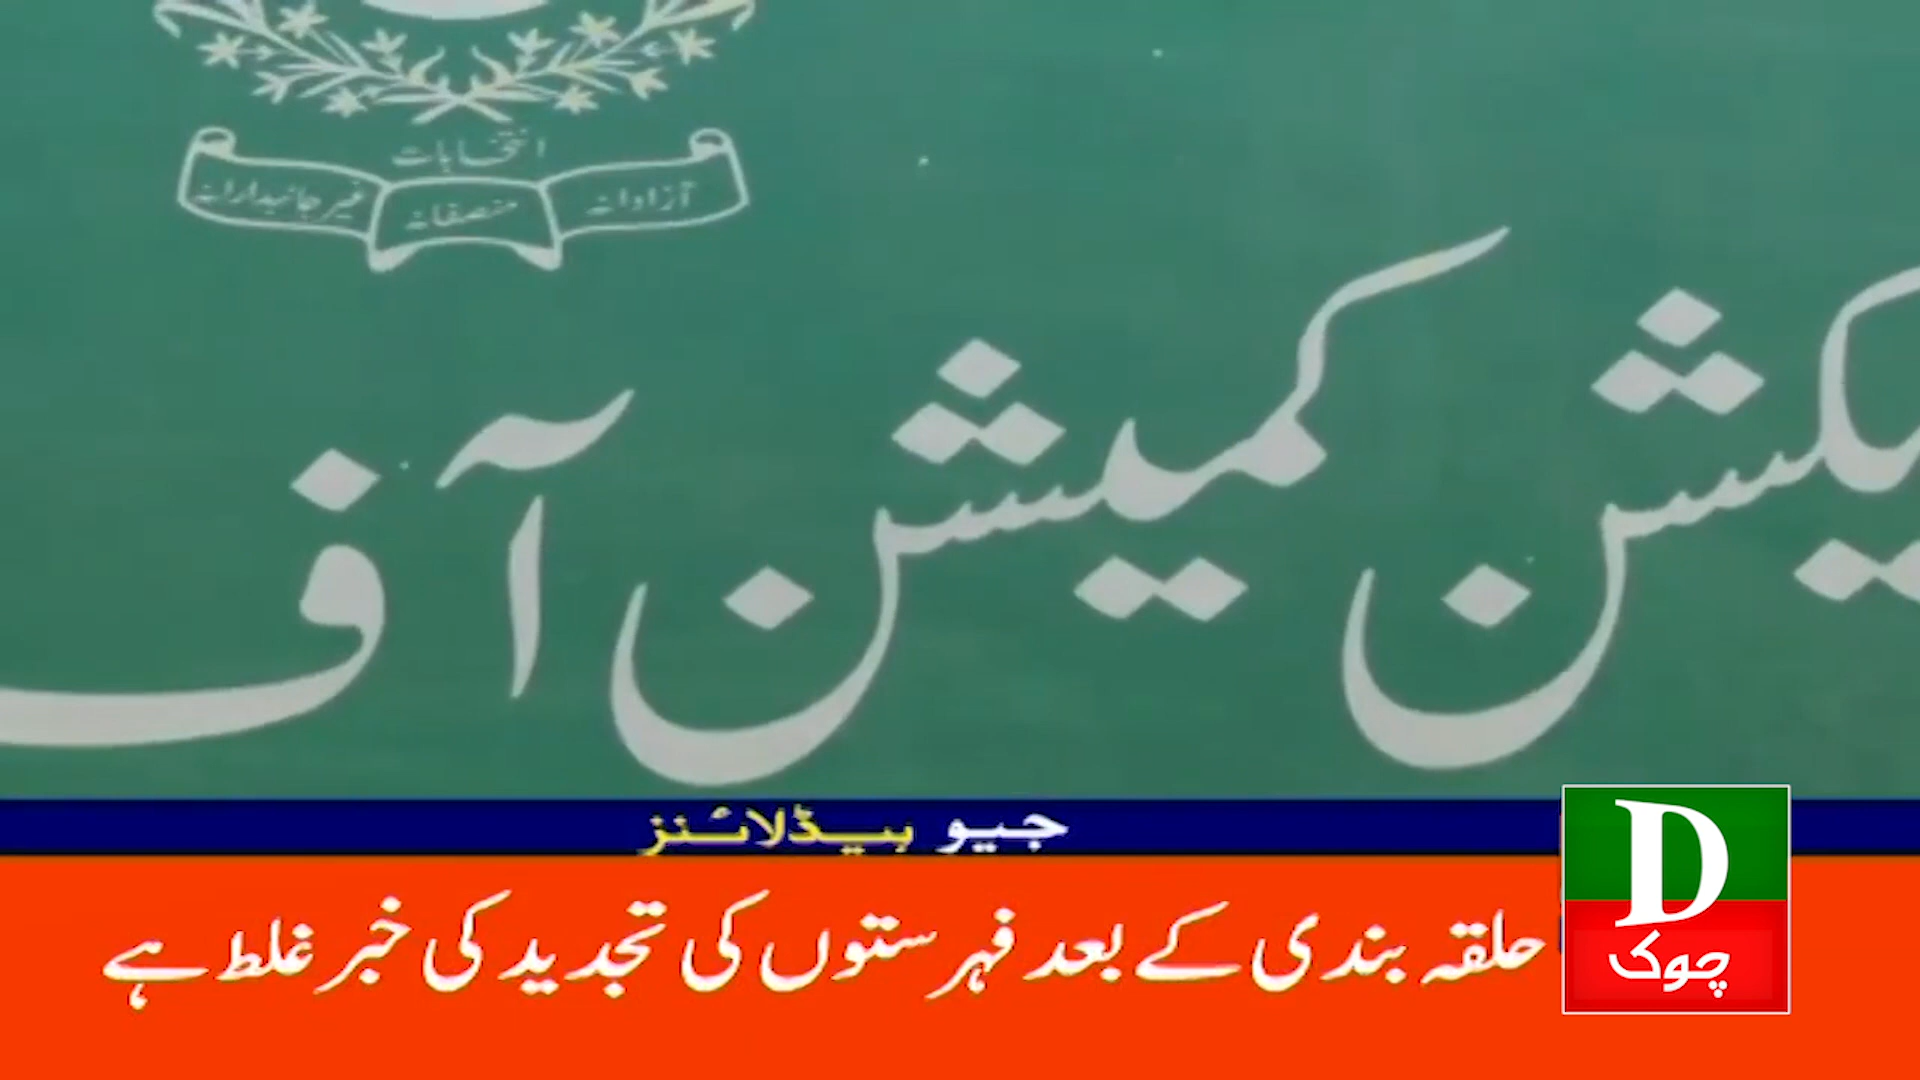 انتخابات
آزادانہ منصفانہ غیر جانبدارانہ
یکشن کمیشن آف
جیو ہیڈلائنز
حلقہ بندی کے بعد فہرستوں کی تجدید کی خبر غلط ہے
D
چوک